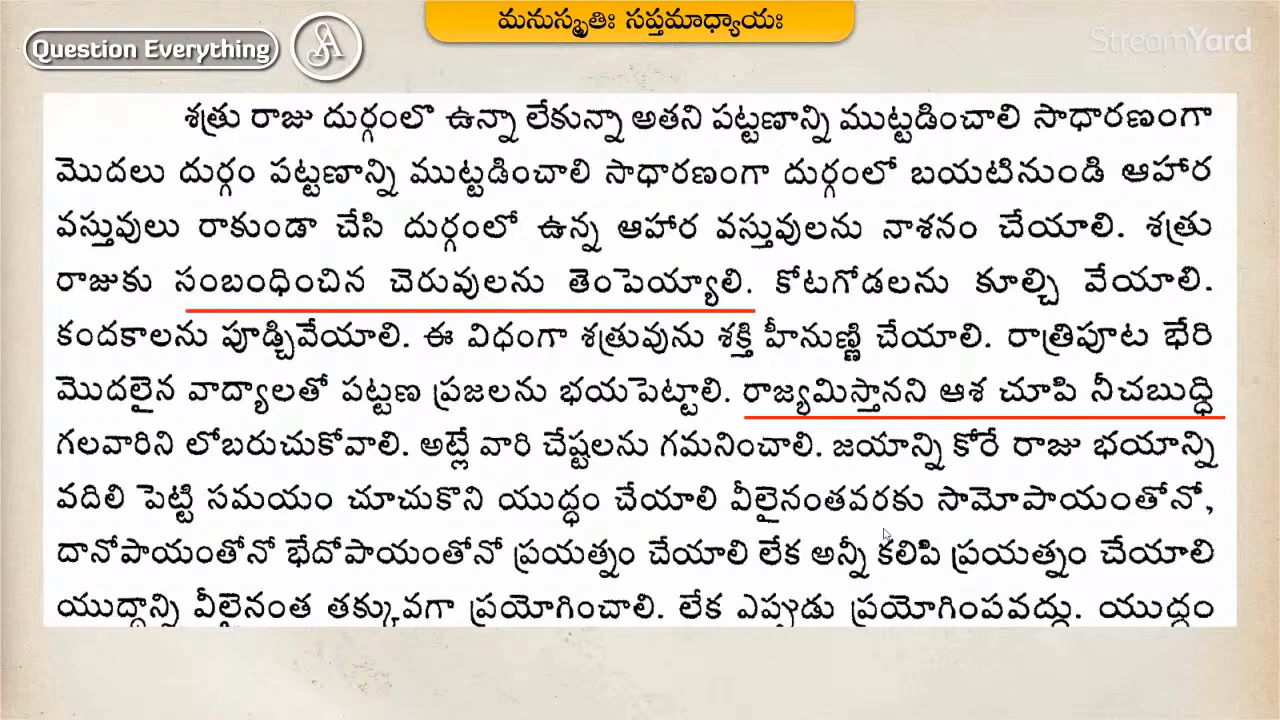 మనుస్మృతిః సప్తమాధ్యాయః
Question Everything
StreamYard
శత్రు రాజు దుర్గంలొ ఉన్నా లేకున్నా అతని పట్టణాన్ని ముట్టడించాలి సాధారణంగా
మొదలు దుర్గం పట్టణాన్ని ముట్టడించాలి సాధారణంగా దుర్గంలో బయటినుండి ఆహార
వస్తువులు రాకుండా చేసి దుర్గంలో ఉన్న ఆహార వస్తువులను నాశనం చేయాలి. శత్రు
రాజుకు సంబంధించిన చెరువులను తెంపెయ్యాలి. కోటగోడలను కూల్చి వేయాలి.
కందకాలను పూడ్చివేయాలి. ఈ విధంగా శత్రువును శక్తి హీనుణ్ణి చేయాలి. రాత్రిపూట భేరి
మొదలైన వాద్యాలతో పట్టణ ప్రజలను భయపెట్టాలి. రాజ్యమిస్తానని ఆశ చూపి నీచబుద్ధి
గలవారిని లోబరుచుకోవాలి. అట్లే వారి చేష్టలను గమనించాలి. జయాన్ని కోరే రాజు భయాన్ని
వదిలి పెట్టి సమయం చూచుకొని యుద్ధం చేయాలి వీలైనంతవరకు సామోపాయంతోనో,
దానోపాయంతోనో భేదోపాయంతోనో ప్రయత్నం చేయాలి లేక అన్నీ కలిపి ప్రయత్నం చేయాలి
యుద్ధాన్ని వీలైనంత తక్కువగా ప్రయోగించాలి. లేక ఎప్పుడు ప్రయోగింపవద్దు. యుద్ధం